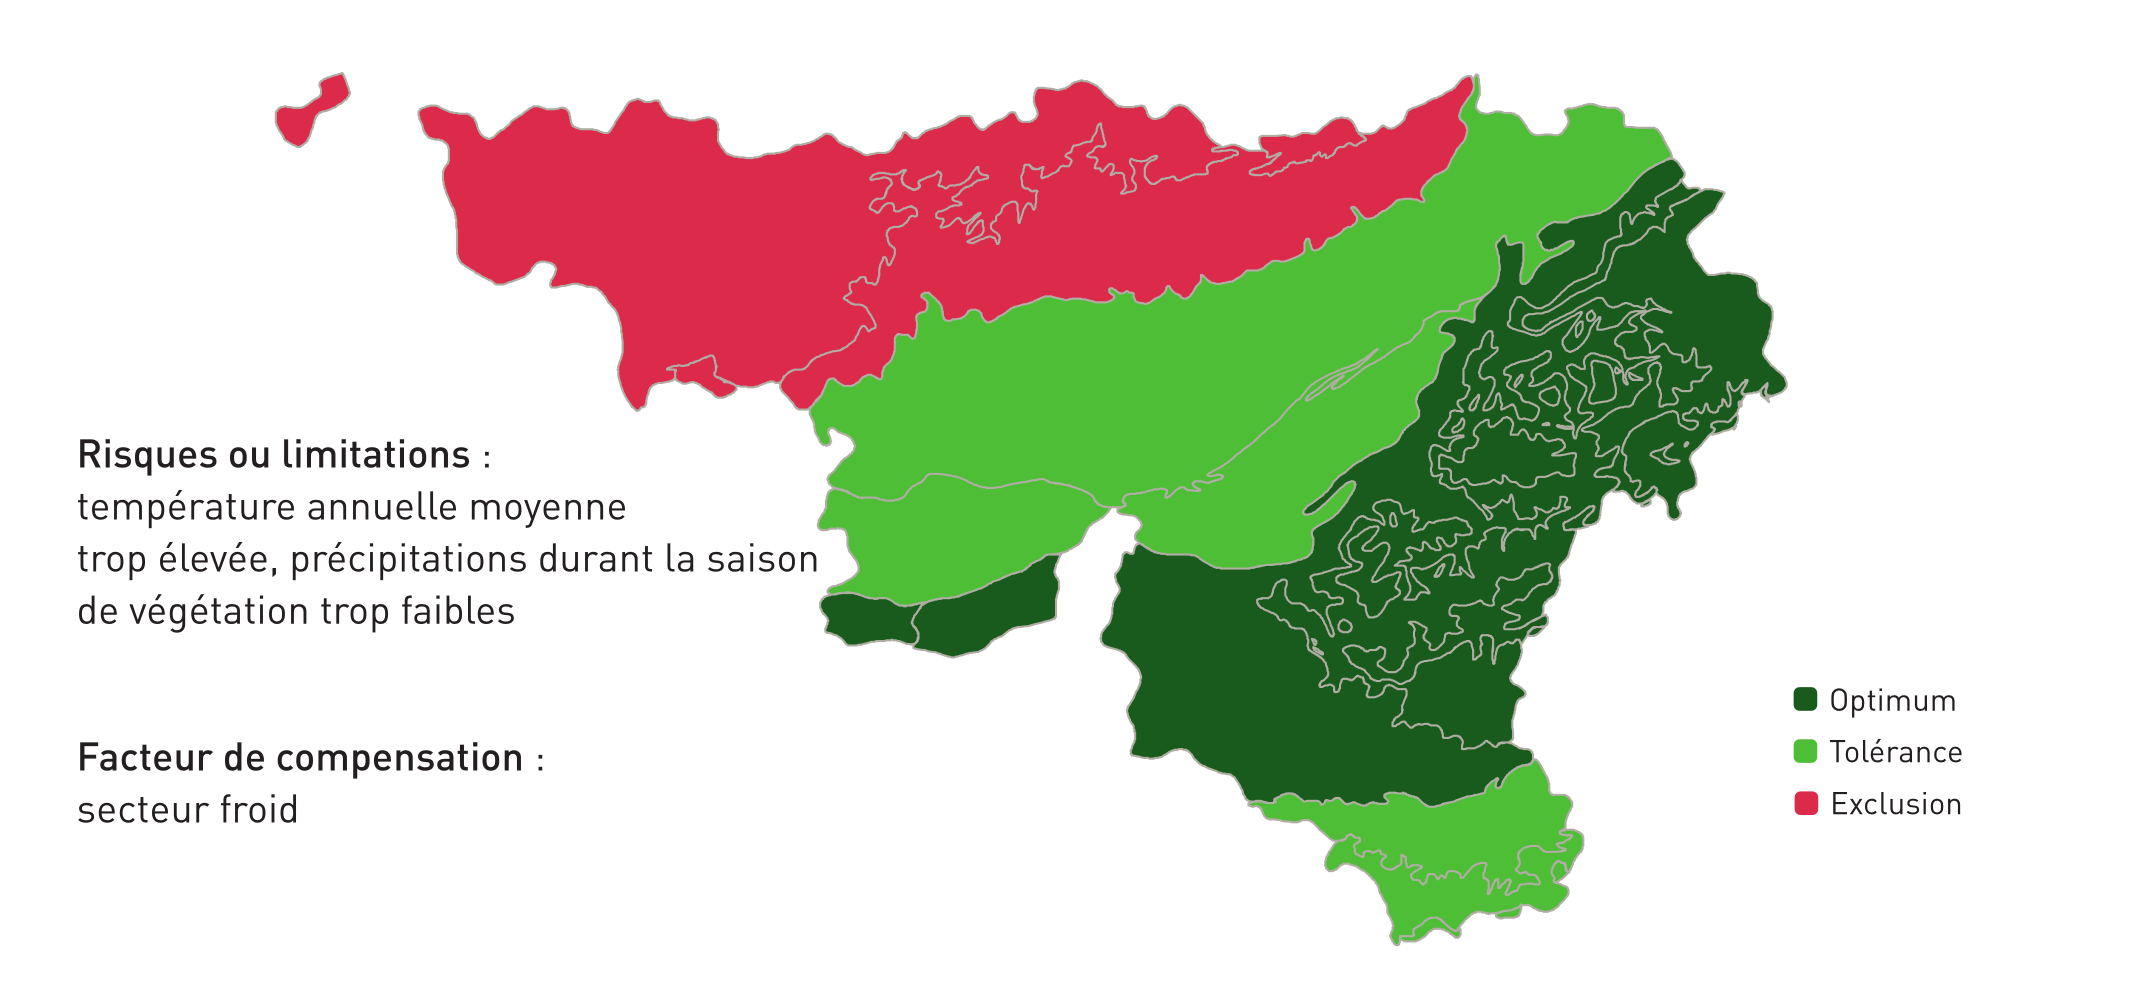 Risques ou limitations :
température annuelle moyenne
trop élevée, précipitations durant la saison
de végétation trop faibles
Facteur de compensation :
secteur froid
Optimum
Tolérance
Exclusion